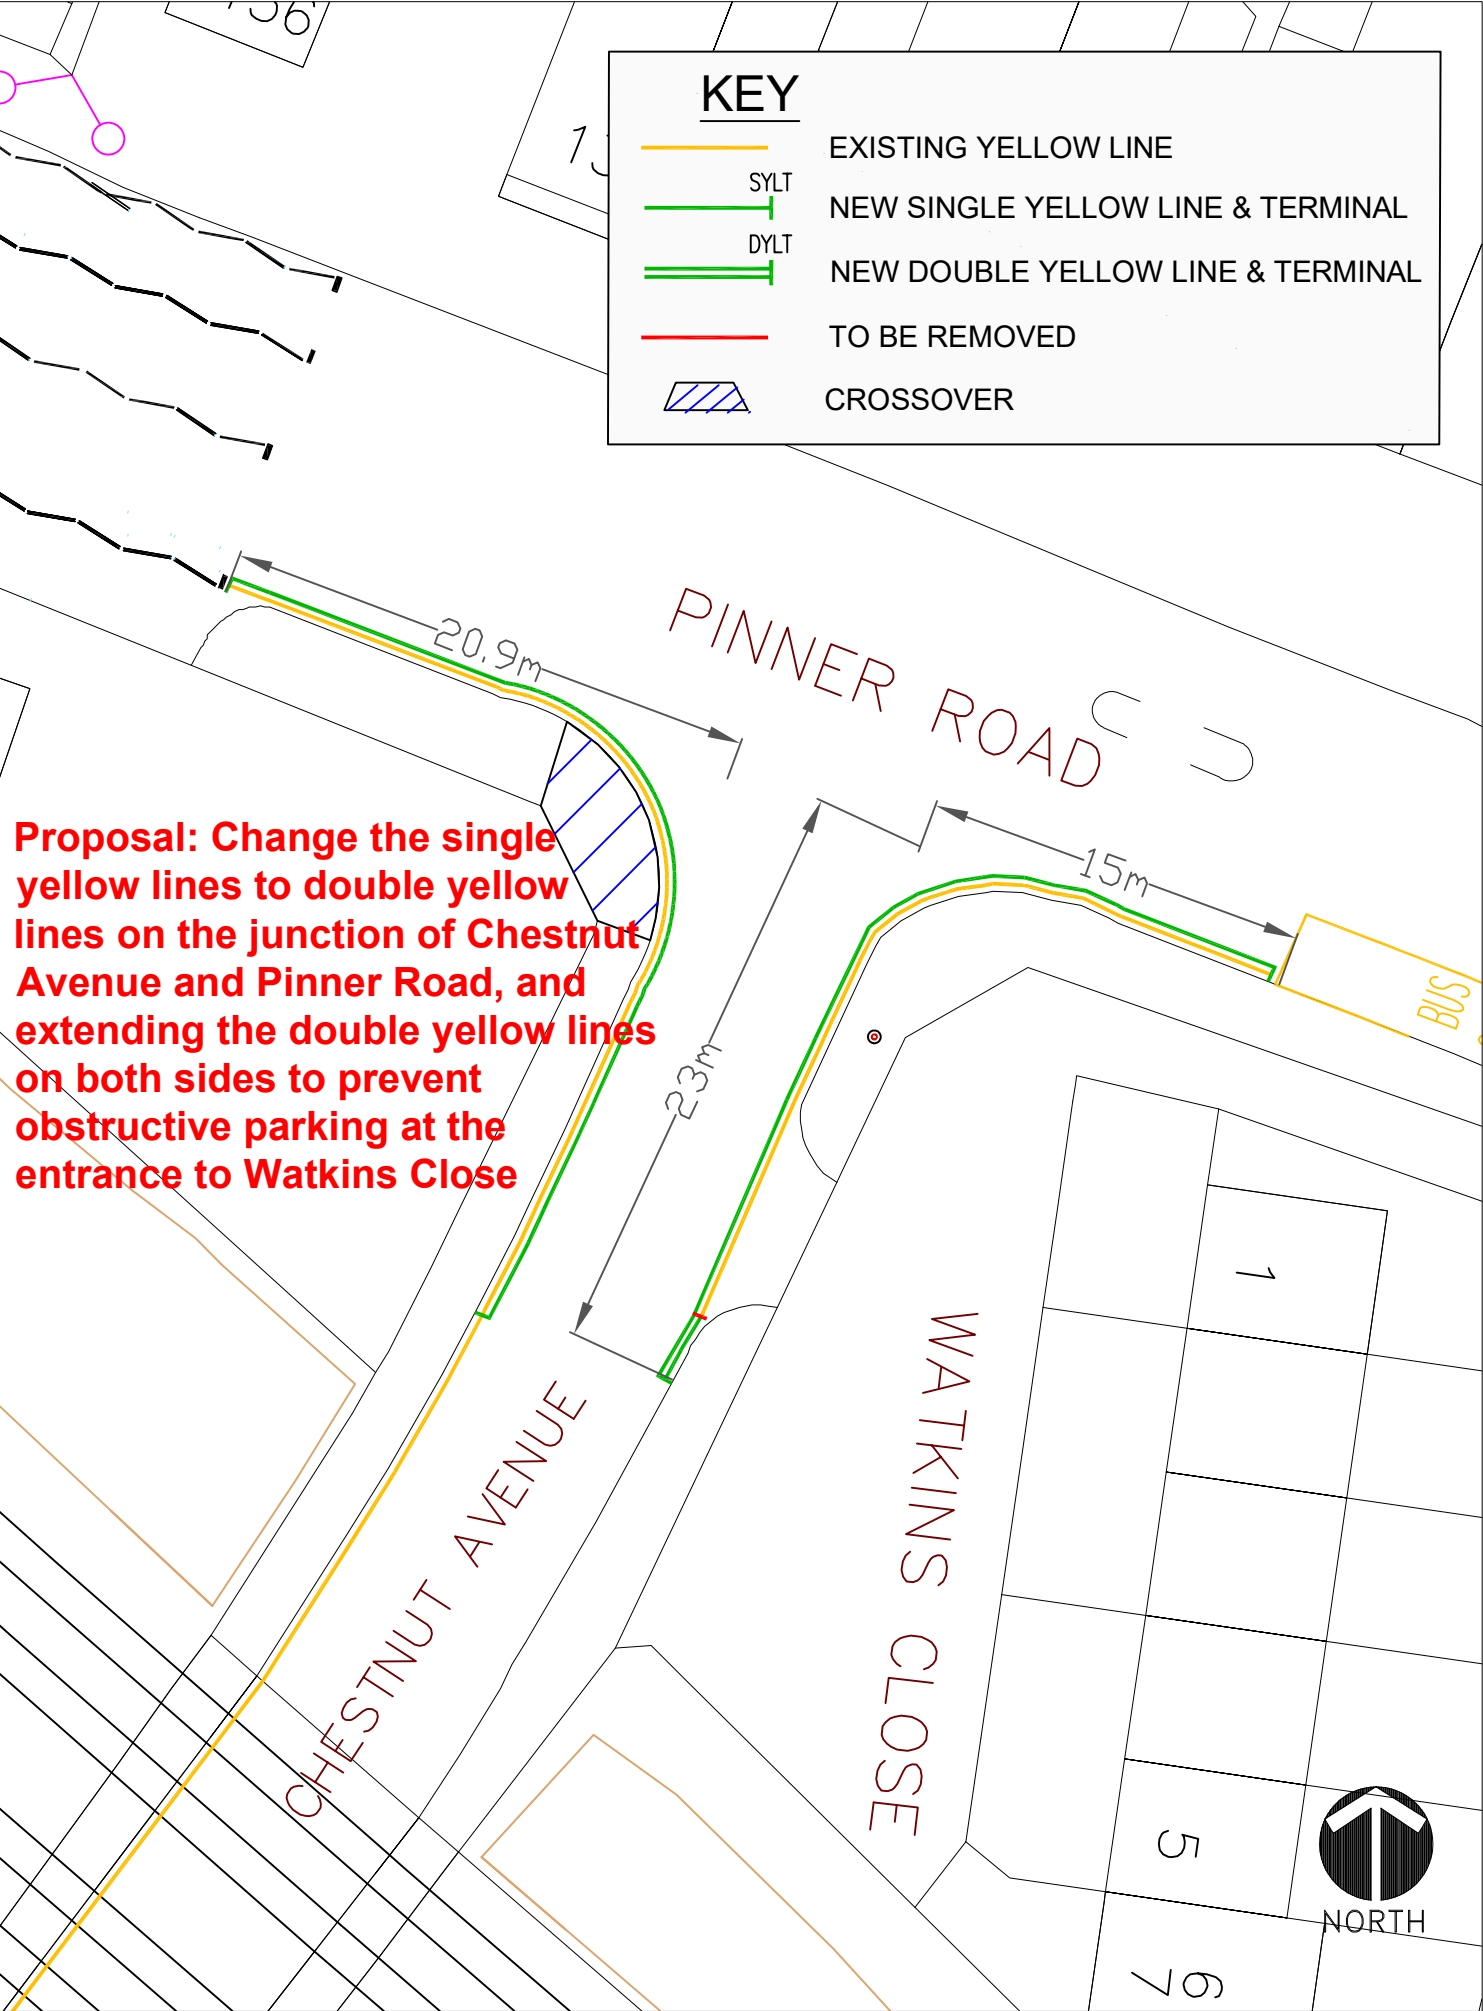 KEY
EXISTING YELLOW LINE
SYLT
NEW SINGLE YELLOW LINE & TERMINAL
DYLT
NEW DOUBLE YELLOW LINE & TERMINAL
TO BE REMOVED
CROSSOVER
20.9m
PINNER ROAD
15m
BUS
23m
Proposal: Change the single
yellow lines to double yellow
lines on the junction of Chestnut
Avenue and Pinner Road, and
extending the double yellow lines
on both sides to prevent
obstructive parking at the
entrance to Watkins Close
1
WATKINS CLOSE
CHESTNUT AVENUE
5
NORTH
67